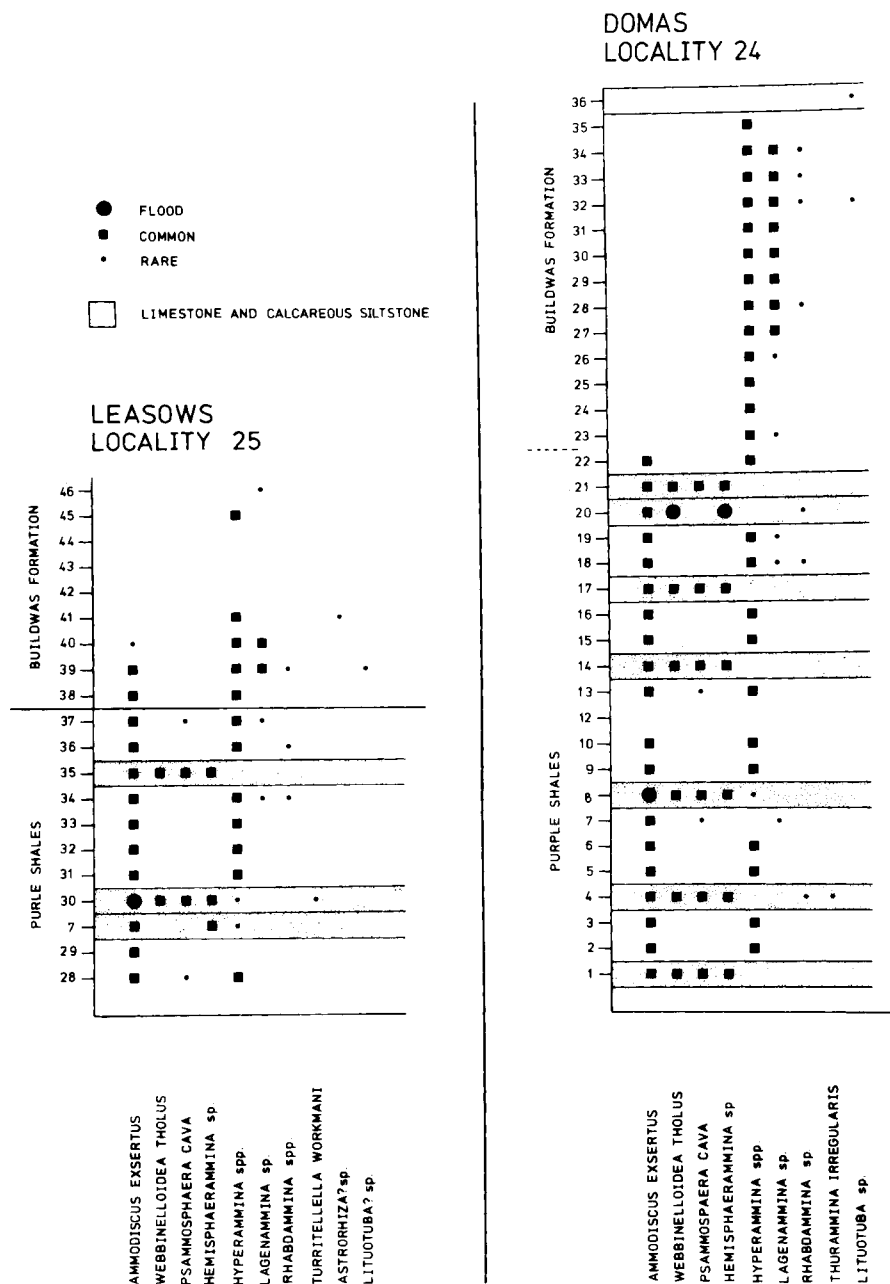 DOMAS
LOCALITY 24
FLOOD
COMMON
RARE
LIMESTONE AND CALCAREOUS SILTSTONE
LEASOWS
LOCALITY 25
BUILDWAS FORMATION
PURLE SHALES
46
45
44
43
42
41
40
39
38
37
36
35
34
33
32
31
30
7
29
28
AMMODISCUS EXSERTUS
WEBBINELLOIDEA THOLUS
PSAMMOSPHAERA CAVA
HEMISPHAERAMMINA sp.
HYPERAMMINA spp.
LAGENAMMINA sp.
RHABDAMMINA spp
TURRITELLELLA WORKMANI
ASTRORHIZA? sp.
LITUOTUBA? sp.
BUILDWAS FORMATION
PURPLE SHALES
36
35
34
33
32
31
30
29
28
27
26
25
24
23
22
21
20
19
18
17
16
15
14
13
12
10
9
8
7
6
5
4
3
2
1
AMMODISCUS EXSERTUS
WEBBINELLOIDEA THOLUS
PSAMMOSPAERA CAVA
HEMISPHAERAMMINA sp
HYPERAMMINA spp.
LAGENAMMINA sp.
RHABDAMMINA sp
THURAMMINA IRREGULARIS
LITUOTUBA sp.